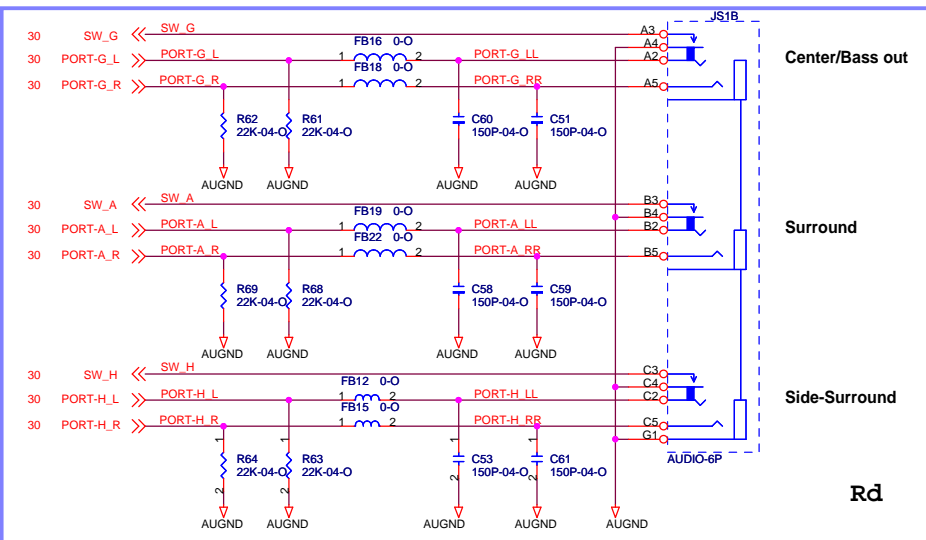 JS1B
30 SW_G SW_G A3
A4
30 PORT-G_L PORT-G_L 1 FB16 0-O 2 PORT-G_LL A2 Center/Bass out
30 PORT-G_R PORT-G_R 1 FB18 0-O 2 PORT-G_RR A5
R62 R61 C60 C51
22K-04-O 22K-04-O 150P-04-O 150P-04-O
AUGND AUGND AUGND AUGND
30 SW_A SW_A B3
B4
30 PORT-A_L PORT-A_L 1 FB19 0-O 2 PORT-A_LL B2 Surround
30 PORT-A_R PORT-A_R 1 FB22 0-O 2 PORT-A_RR B5
R69 R68 C58 C59
22K-04-O 22K-04-O 150P-04-O 150P-04-O
AUGND AUGND AUGND AUGND
30 SW_H SW_H C3
C4
30 PORT-H_L PORT-H_L 1 FB12 0-O 2 PORT-H_LL C2 Side-Surround
30 PORT-H_R PORT-H_R 1 FB15 0-O 2 PORT-H_RR C5
G1
1 1 1 1
R64 R63 C53 C61 AUDIO-6P
22K-04-O 22K-04-O 150P-04-O 150P-04-O
2 2 2 2
Rd
AUGND AUGND AUGND AUGND AUGND